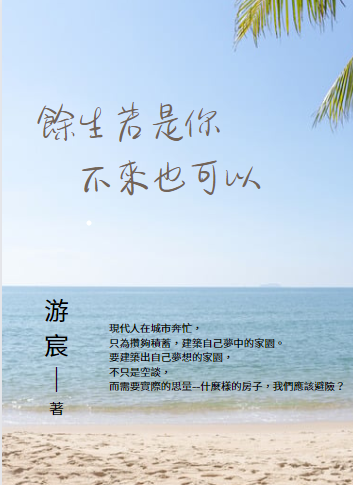 餘生若是你
不來也可以
游宸
著
現代人在城市奔忙，
只為攢夠積蓄，建築自己夢中的家園。
要建築出自己夢想的家園，
不只是空談，
而需要實際的思量--什麼樣的房子，我們應該避險？